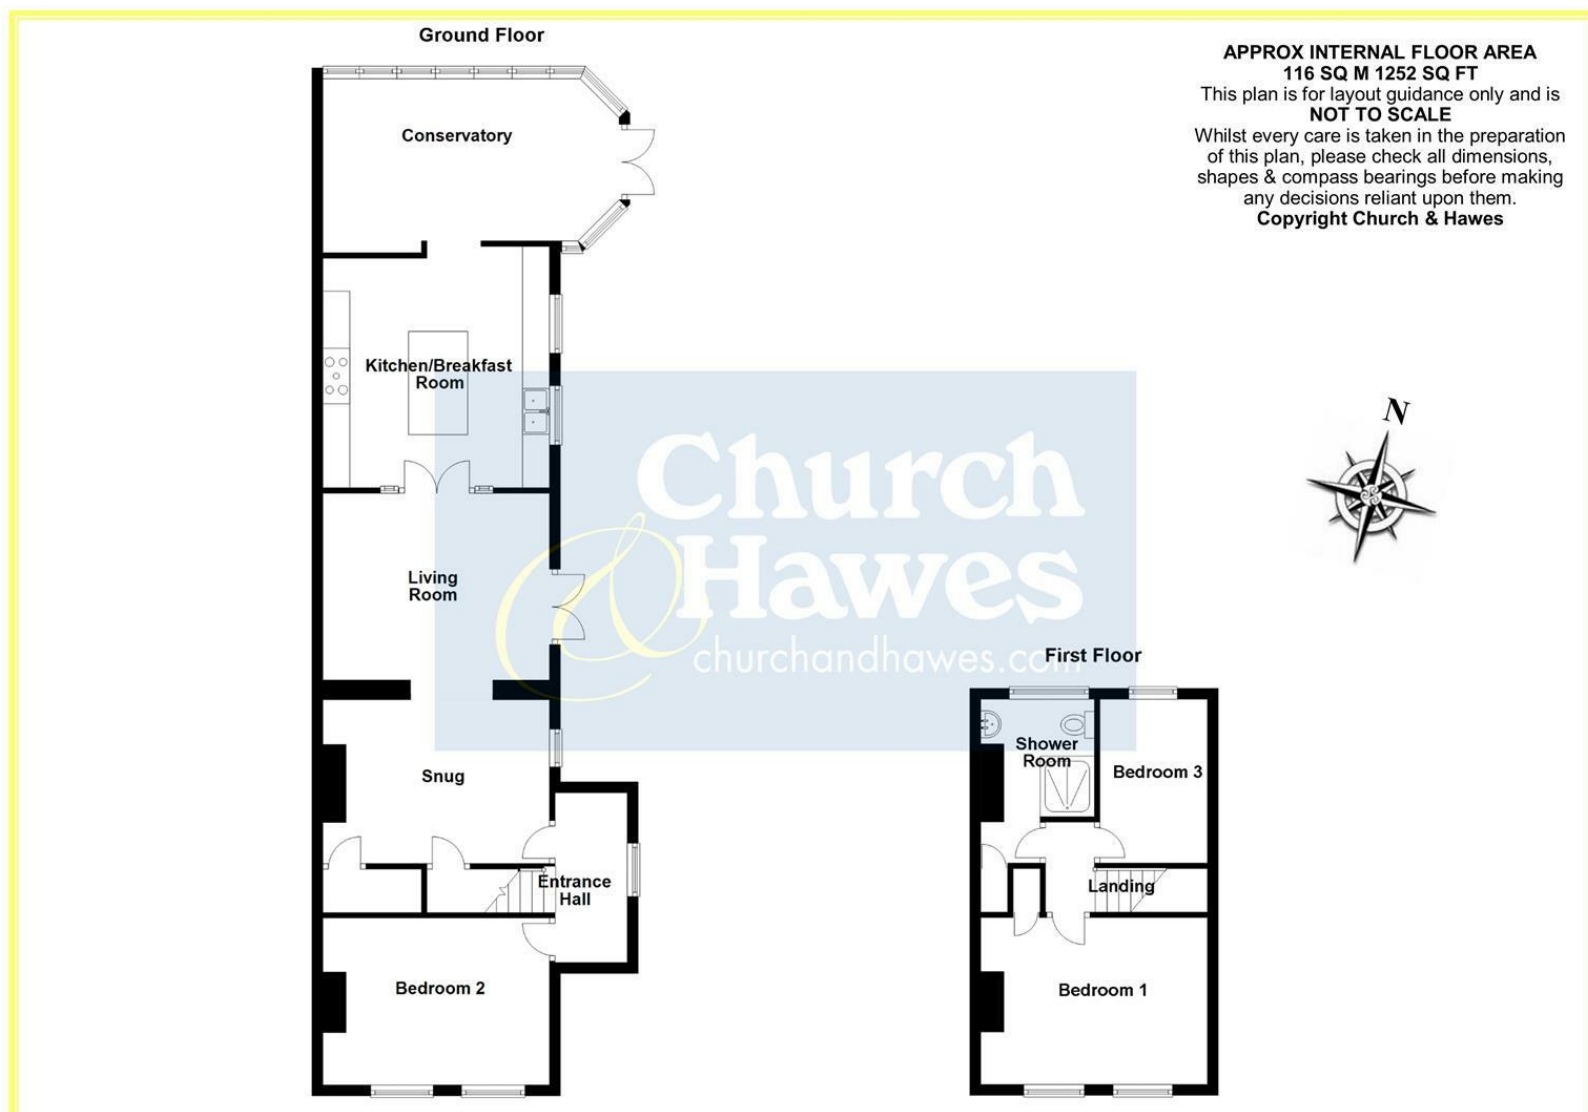 Ground Floor
APPROX INTERNAL FLOOR AREA
116 SQ M 1252 SQ FT
This plan is for layout guidance only and is
NOT TO SCALE
Whilst every care is taken in the preparation
of this plan, please check all dimensions,
shapes & compass bearings before making
any decisions reliant upon them.
Copyright Church & Hawes
Conservatory
Kitchen/Breakfast
Room
N
Church
& Hawes
churchandhawes.com
Living
Room
Snug
Entrance
Hall
Bedroom 2
First Floor
Shower
Room
Bedroom 3
Landing
Bedroom 1